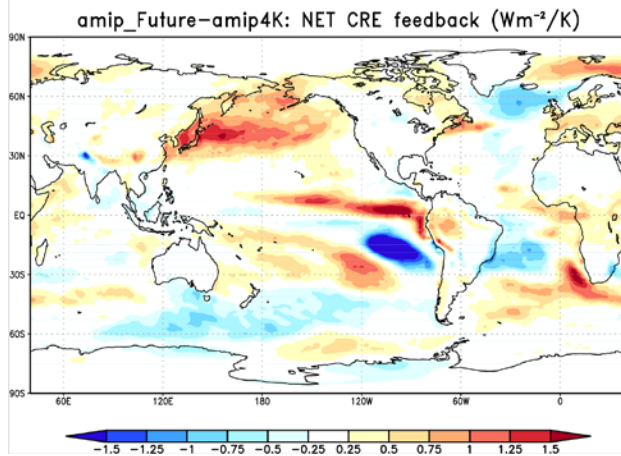 amip_Future-amip4K: NET CRE feedback (Wm⁻²/K)
90N
60N
30N
EQ
30S
60S
90S
60E 120E 180 120W 60W 0
-1.5 -1.25 -1 -0.75 -0.5 -0.25 0.25 0.5 0.75 1 1.25 1.5